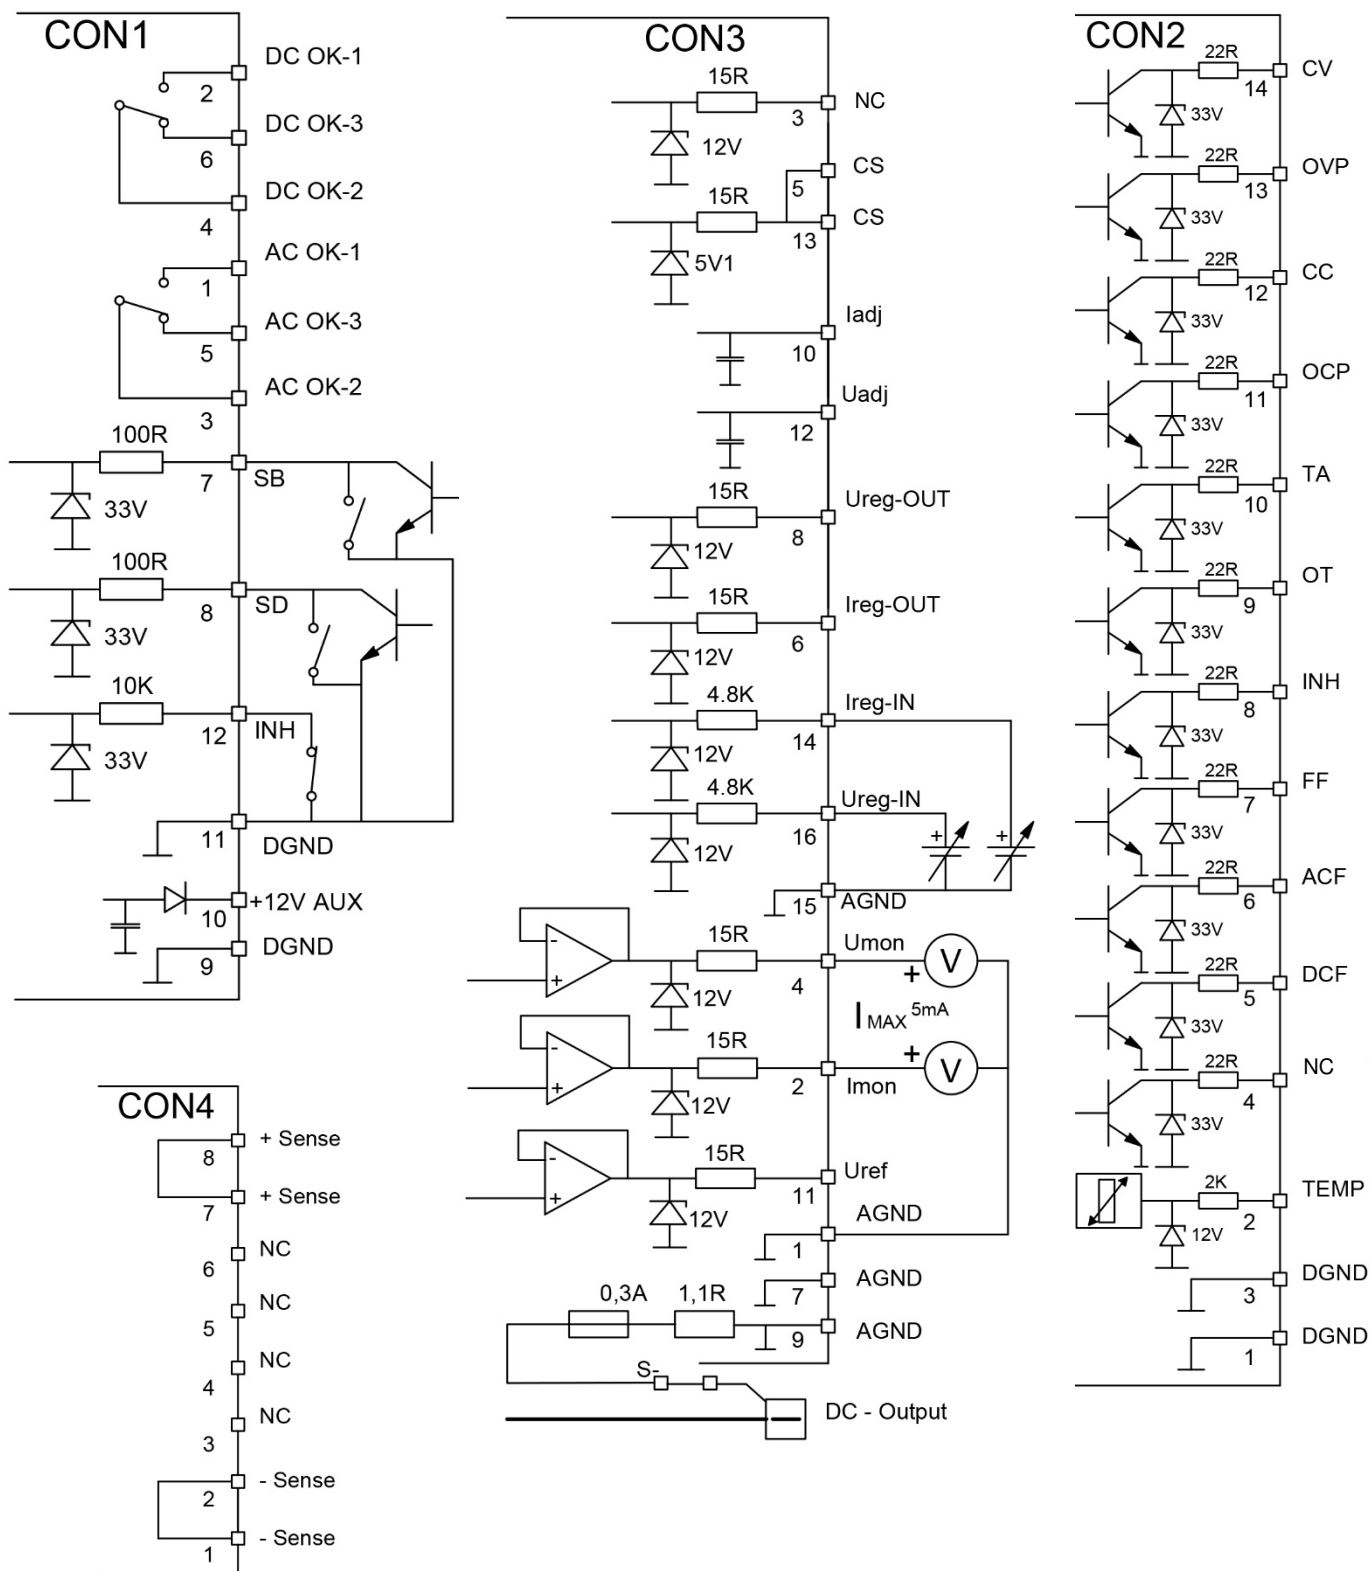 CON1
DC OK-1
2
DC OK-3
6
DC OK-2
4
AC OK-1
1
AC OK-3
5
AC OK-2
3
100R
7
SB
33V
100R
8
SD
33V
10K
12
INH
33V
11
DGND
10
+12V AUX
9
DGND
CON4
8
+ Sense
7
+ Sense
6
NC
5
NC
4
NC
3
NC
2
- Sense
1
- Sense
CON3
15R
3
NC
12V
CS
5
15R
CS
13
5V1
Iadj
10
Uadj
12
15R
Ureg-OUT
8
12V
15R
Ireg-OUT
6
12V
4.8K
Ireg-IN
14
12V
4.8K
Ureg-IN
16
12V
+
+
15
AGND
-
+
15R
Umon
4
+
V
12V
I MAX 5mA
-
+
15R
2
Imon
+
V
12V
-
+
15R
Uref
11
12V
AGND
1
AGND
7
0,3A
1,1R
AGND
9
S-
DC - Output
CON2
22R
CV
14
33V
22R
OVP
13
33V
22R
CC
12
33V
22R
OCP
11
33V
22R
TA
10
33V
22R
OT
9
33V
22R
INH
8
33V
22R
FF
7
33V
22R
ACF
6
33V
22R
DCF
5
33V
22R
NC
4
33V
2K
TEMP
2
12V
DGND
3
DGND
1